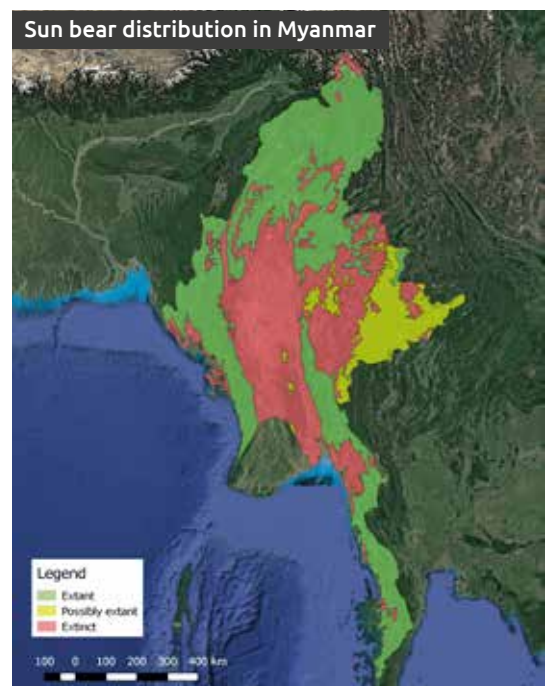 Sun bear distribution in Myanmar
Legend
Extant
Possibly extant
Extinct
100 0 100 200 300 400 km